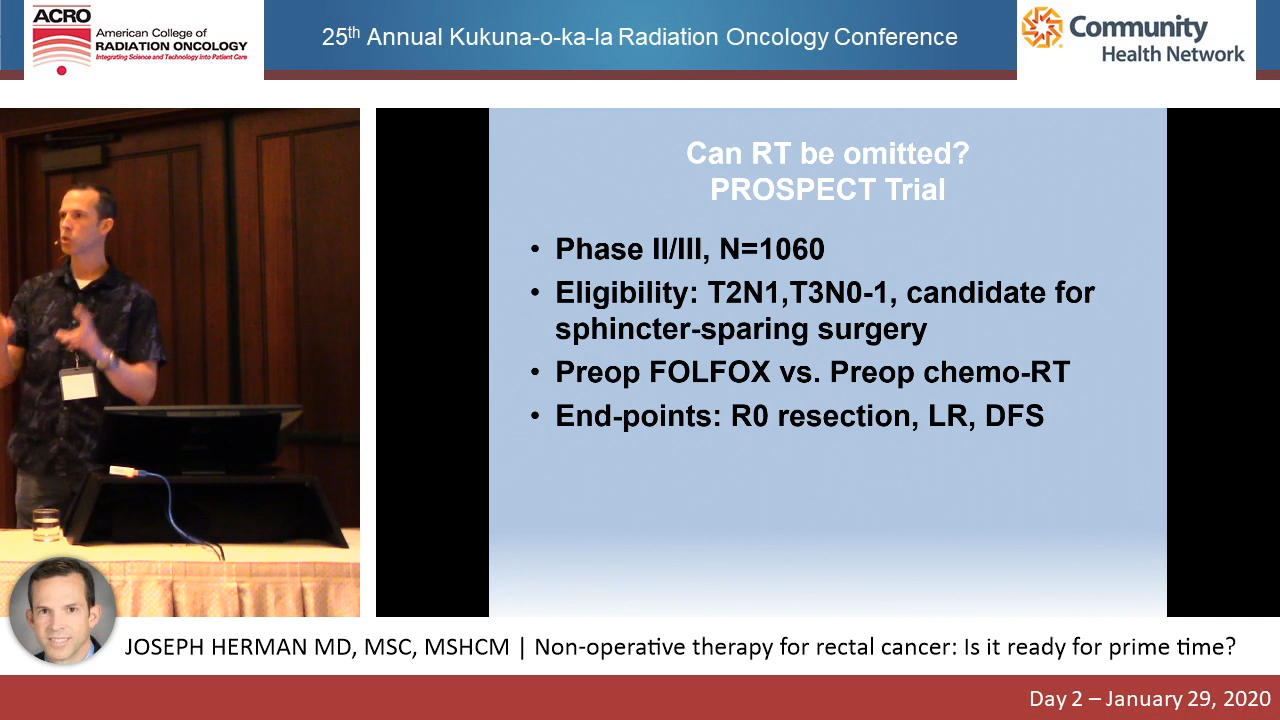 ACRO
American College of
RADIATION ONCOLOGY
Integrating Science and Technology Into Patient Care
25th Annual Kukuna-o-ka-la Radiation Oncology Conference
Community
Health Network
Can RT be omitted?
PROSPECT Trial
• Phase II/III, N=1060
• Eligibility: T2N1,T3N0-1, candidate for
sphincter-sparing surgery
• Preop FOLFOX vs. Preop chemo-RT
• End-points: R0 resection, LR, DFS
JOSEPH HERMAN MD, MSC, MSHCM | Non-operative therapy for rectal cancer: Is it ready for prime time?
Day 2 – January 29, 2020